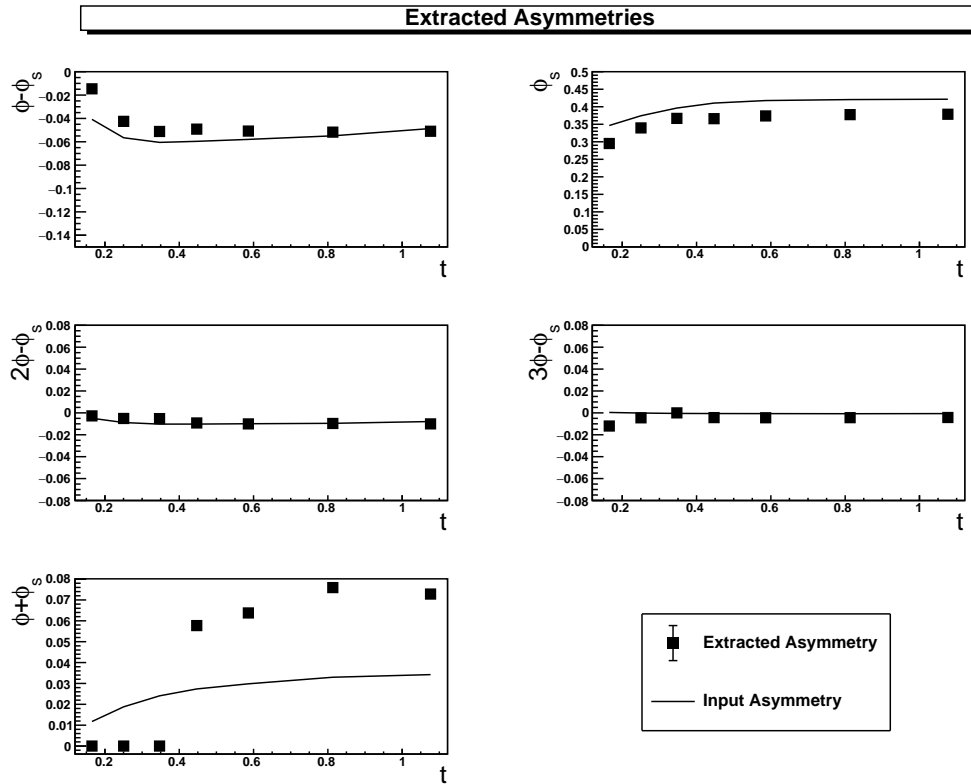 Extracted Asymmetries
ϕ-ϕ_s
0
−0.02
−0.04
−0.06
−0.08
−0.1
−0.12
−0.14
0.2 0.4 0.6 0.8 1
t
ϕ_s
0.5
0.45
0.4
0.35
0.3
0.25
0.2
0.15
0.1
0.05
0
0.2 0.4 0.6 0.8 1
t
2ϕ-ϕ_s
0.08
0.06
0.04
0.02
0
−0.02
−0.04
−0.06
−0.08
0.2 0.4 0.6 0.8 1
t
3ϕ-ϕ_s
0.08
0.06
0.04
0.02
0
−0.02
−0.04
−0.06
−0.08
0.2 0.4 0.6 0.8 1
t
ϕ+ϕ_s
0.08
0.07
0.06
0.05
0.04
0.03
0.02
0.01
0
0.2 0.4 0.6 0.8 1
t
Extracted Asymmetry
Input Asymmetry